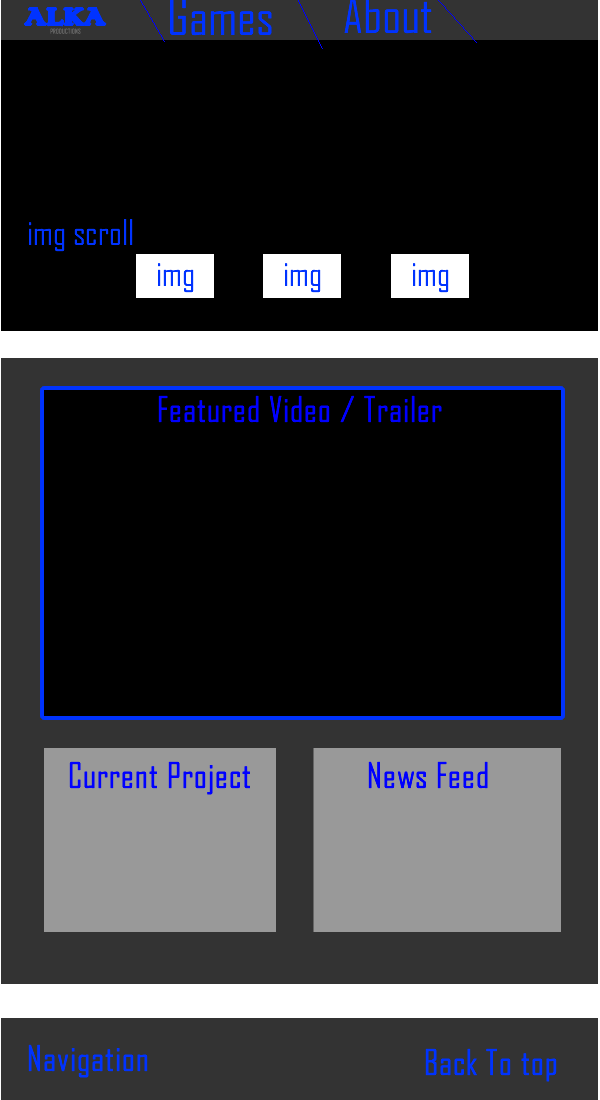 ALKA
PRODUCTIONS
Games
About
img scroll
img img img
Featured Video / Trailer
Current Project
News Feed
Navigation
Back To top